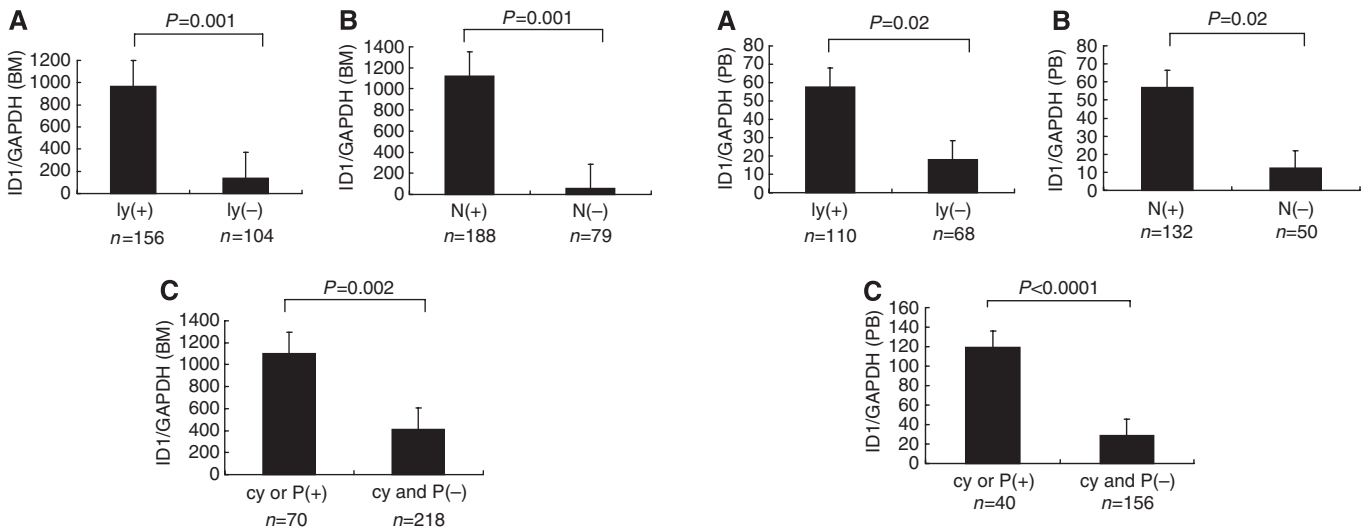 A
P=0.001
ID1/GAPDH (BM)
1200
1000
800
600
400
200
0
ly(+)
ly(–)
n=156
n=104
B
P=0.001
ID1/GAPDH (BM)
1400
1200
1000
800
600
400
200
0
N(+)
N(–)
n=188
n=79
C
P=0.002
ID1/GAPDH (BM)
1400
1200
1000
800
600
400
200
0
cy or P(+)
cy and P(–)
n=70
n=218
A
P=0.02
ID1/GAPDH (PB)
80
70
60
50
40
30
20
10
0
ly(+)
ly(–)
n=110
n=68
B
P=0.02
ID1/GAPDH (PB)
80
70
60
50
40
30
20
10
0
N(+)
N(–)
n=132
n=50
C
P<0.0001
ID1/GAPDH (PB)
160
140
120
100
80
60
40
20
0
cy or P(+)
cy and P(–)
n=40
n=156